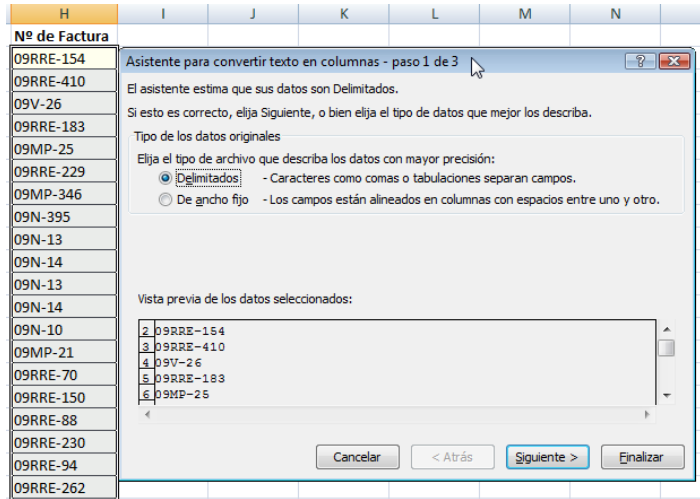 H I J K L M N
Nº de Factura
09RRE-154
09RRE-410
09V-26
09RRE-183
09MP-25
09RRE-229
09MP-346
09N-395
09N-13
09N-14
09N-13
09N-14
09N-10
09MP-21
09RRE-70
09RRE-150
09RRE-88
09RRE-230
09RRE-94
09RRE-262
Asistente para convertir texto en columnas - paso 1 de 3
El asistente estima que sus datos son Delimitados.
Si esto es correcto, elija Siguiente, o bien elija el tipo de datos que mejor los describa.
Tipo de los datos originales
Elija el tipo de archivo que describa los datos con mayor precisión:
Delimitados - Caracteres como comas o tabulaciones separan campos.
De ancho fijo - Los campos están alineados en columnas con espacios entre uno y otro.
Vista previa de los datos seleccionados:
2 09RRE-154
3 09RRE-410
4 09V-26
5 09RRE-183
6 09MP-25
Cancelar < Atrás Siguiente > Finalizar